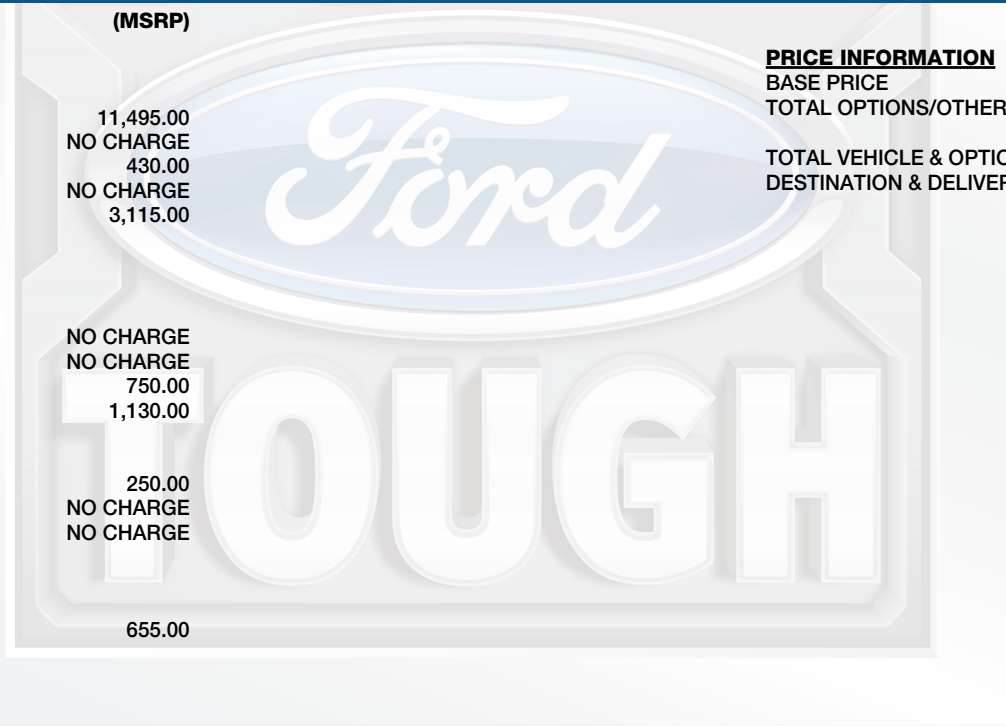 (MSRP)
11,495.00
NO CHARGE
430.00
NO CHARGE
3,115.00
NO CHARGE
NO CHARGE
750.00
1,130.00
250.00
NO CHARGE
NO CHARGE
655.00
PRICE INFORMATION
BASE PRICE
TOTAL OPTIONS/OTHER
TOTAL VEHICLE & OPTIO
DESTINATION & DELIVER
Ford
TOUGH